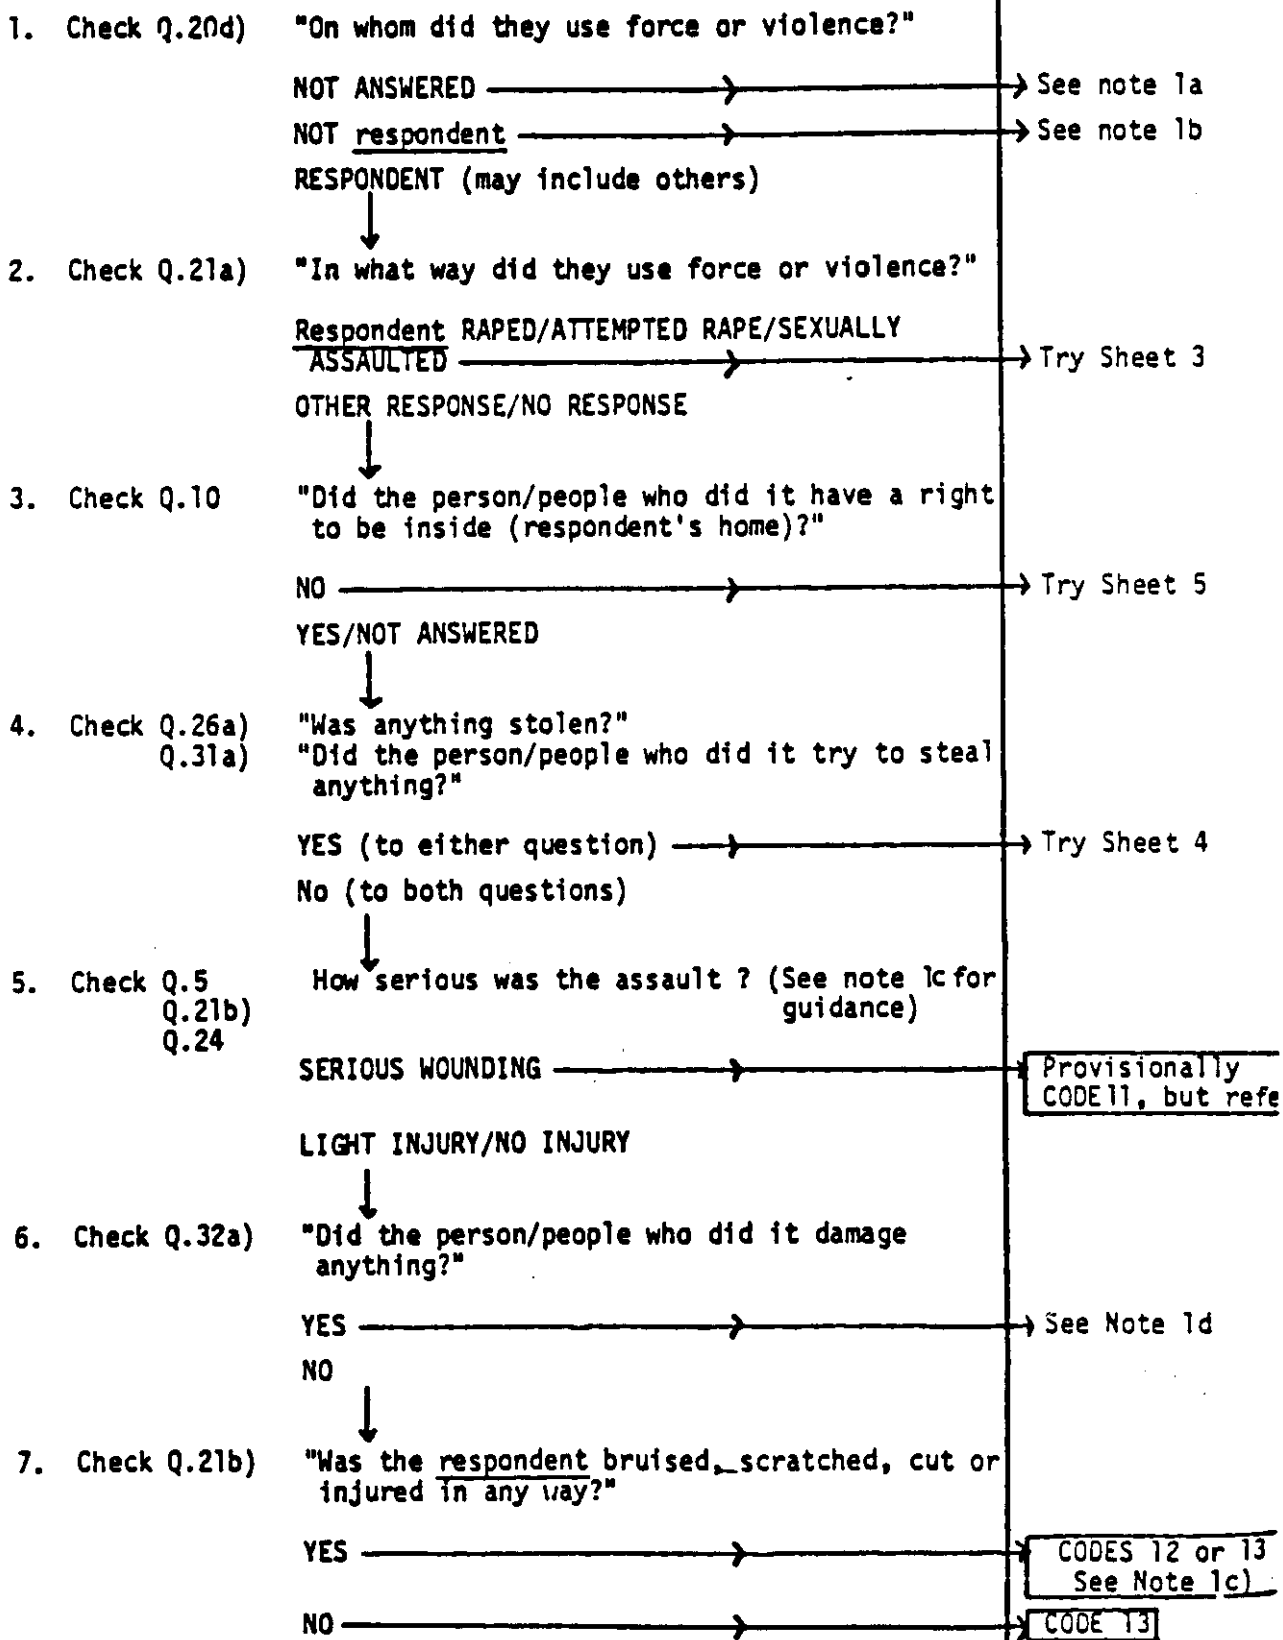 1. Check Q.20d) "On whom did they use force or violence?"
NOT ANSWERED See note 1a
NOT respondent See note 1b
RESPONDENT (may include others)
2. Check Q.21a) "In what way did they use force or violence?"
Respondent RAPED/ATTEMPTED RAPE/SEXUALLY
ASSAULTED Try Sheet 3
OTHER RESPONSE/NO RESPONSE
3. Check Q.10 "Did the person/people who did it have a right
to be inside (respondent's home)?"
NO Try Sheet 5
YES/NOT ANSWERED
4. Check Q.26a) "Was anything stolen?"
Q.31a) "Did the person/people who did it try to steal
anything?"
YES (to either question) Try Sheet 4
No (to both questions)
5. Check Q.5 How serious was the assault ? (See note 1c for
Q.21b) guidance)
Q.24
SERIOUS WOUNDING Provisionally
CODE 11, but refe
LIGHT INJURY/NO INJURY
6. Check Q.32a) "Did the person/people who did it damage
anything?"
YES See Note 1d
NO
7. Check Q.21b) "Was the respondent bruised, scratched, cut or
injured in any way?"
YES CODES 12 or 13
See Note 1c)
NO CODE 13